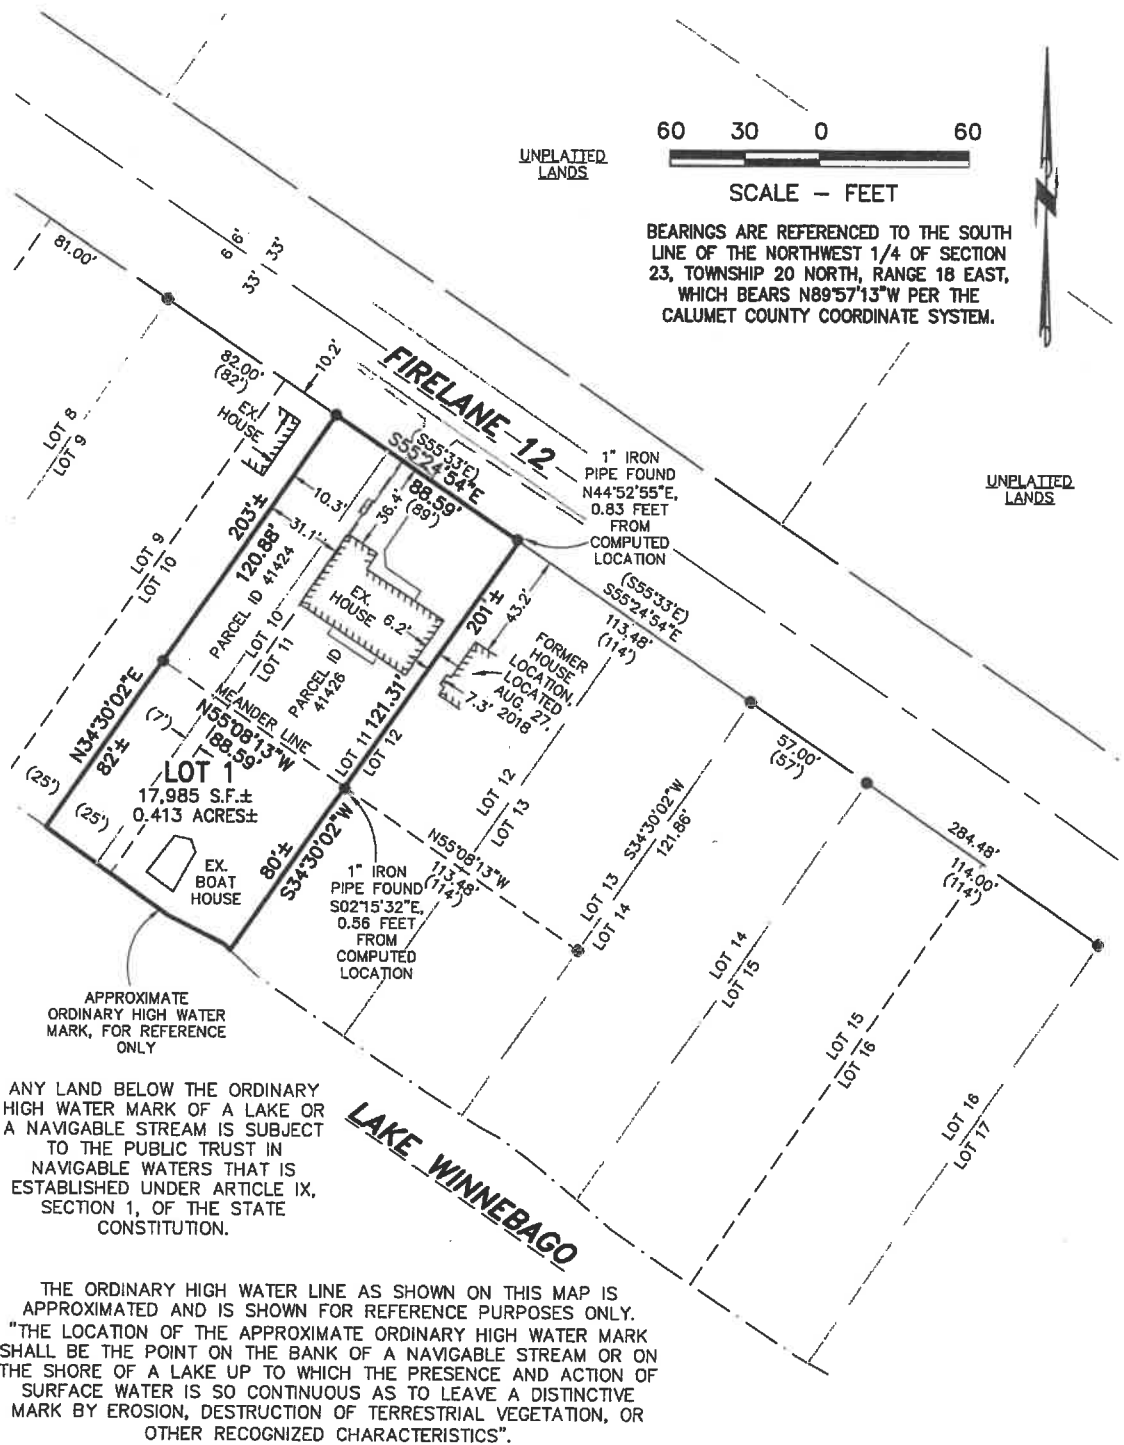 60 30 0 60
SCALE – FEET
UNPLATTED
LANDS
BEARINGS ARE REFERENCED TO THE SOUTH
LINE OF THE NORTHWEST 1/4 OF SECTION
23, TOWNSHIP 20 NORTH, RANGE 18 EAST,
WHICH BEARS N89°57'13"W PER THE
CALUMET COUNTY COORDINATE SYSTEM.
81.00'
66'
33'
33'
82.00'
(82')
10.2'
FIRELANE 12
EX.
HOUSE
LOT 8
LOT 9
(S55°33'E)
S55°24'54"E
88.59'
(89')
1" IRON
PIPE FOUND
N44°52'55"E,
0.83 FEET
FROM
COMPUTED
LOCATION
UNPLATTED
LANDS
10.3'
36.4'
31.1'
203'±
120.88'
PARCEL ID
41424
LOT 9
LOT 10
LOT 10
LOT 11
EX.
HOUSE
6.2'
201'±
43.2'
(S55°33'E)
S55°24'54"E
113.48'
(114')
FORMER
HOUSE
LOCATION,
LOCATED
AUG. 27,
2018
7.3'
PARCEL ID
41426
121.31'
MEANDER LINE
N55°08'13"W
88.59'
N34°30'02"E
82'±
(7')
(25')
(25')
LOT 11
LOT 12
LOT 1
17,985 S.F.±
0.413 ACRES±
EX.
BOAT
HOUSE
80'±
S34°30'02"W
1" IRON
PIPE FOUND
S02°15'32"E,
0.56 FEET
FROM
COMPUTED
LOCATION
LOT 12
LOT 13
N55°08'13"W
113.48'
(114')
S34°30'02"W
121.86'
LOT 13
LOT 14
57.00'
(57')
284.48'
114.00'
(114')
LOT 14
LOT 15
LOT 15
LOT 16
LOT 16
LOT 17
APPROXIMATE
ORDINARY HIGH WATER
MARK, FOR REFERENCE
ONLY
LAKE WINNEBAGO
ANY LAND BELOW THE ORDINARY
HIGH WATER MARK OF A LAKE OR
A NAVIGABLE STREAM IS SUBJECT
TO THE PUBLIC TRUST IN
NAVIGABLE WATERS THAT IS
ESTABLISHED UNDER ARTICLE IX,
SECTION 1, OF THE STATE
CONSTITUTION.
THE ORDINARY HIGH WATER LINE AS SHOWN ON THIS MAP IS
APPROXIMATED AND IS SHOWN FOR REFERENCE PURPOSES ONLY.
"THE LOCATION OF THE APPROXIMATE ORDINARY HIGH WATER MARK
SHALL BE THE POINT ON THE BANK OF A NAVIGABLE STREAM OR ON
THE SHORE OF A LAKE UP TO WHICH THE PRESENCE AND ACTION OF
SURFACE WATER IS SO CONTINUOUS AS TO LEAVE A DISTINCTIVE
MARK BY EROSION, DESTRUCTION OF TERRESTRIAL VEGETATION, OR
OTHER RECOGNIZED CHARACTERISTICS".